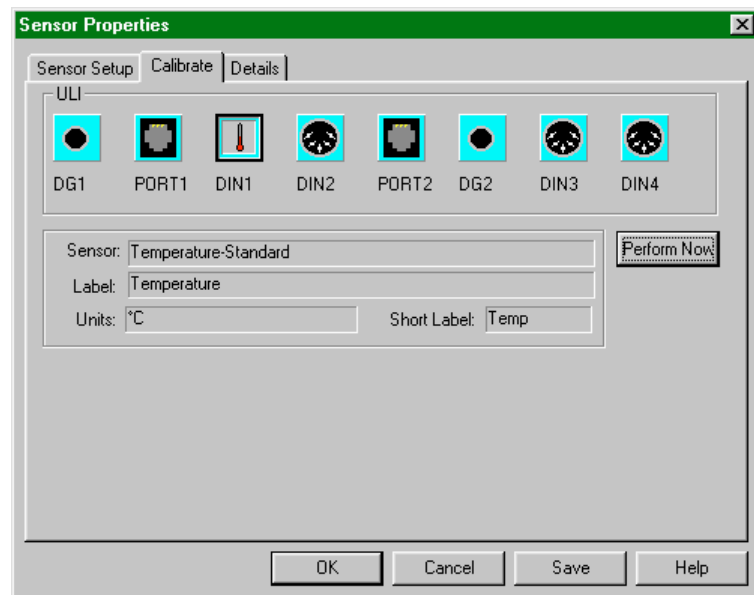 Sensor Properties
Sensor Setup Calibrate Details
ULI
DG1 PORT1 DIN1 DIN2 PORT2 DG2 DIN3 DIN4
Sensor: Temperature-Standard
Perform Now
Label: Temperature
Units: °C Short Label: Temp
OK Cancel Save Help